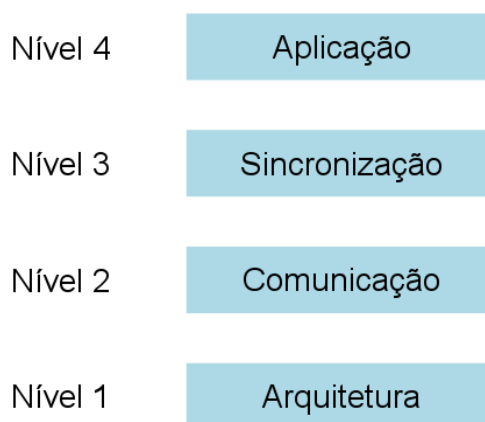 Nível 4 Aplicação
Nível 3 Sincronização
Nível 2 Comunicação
Nível 1 Arquitetura